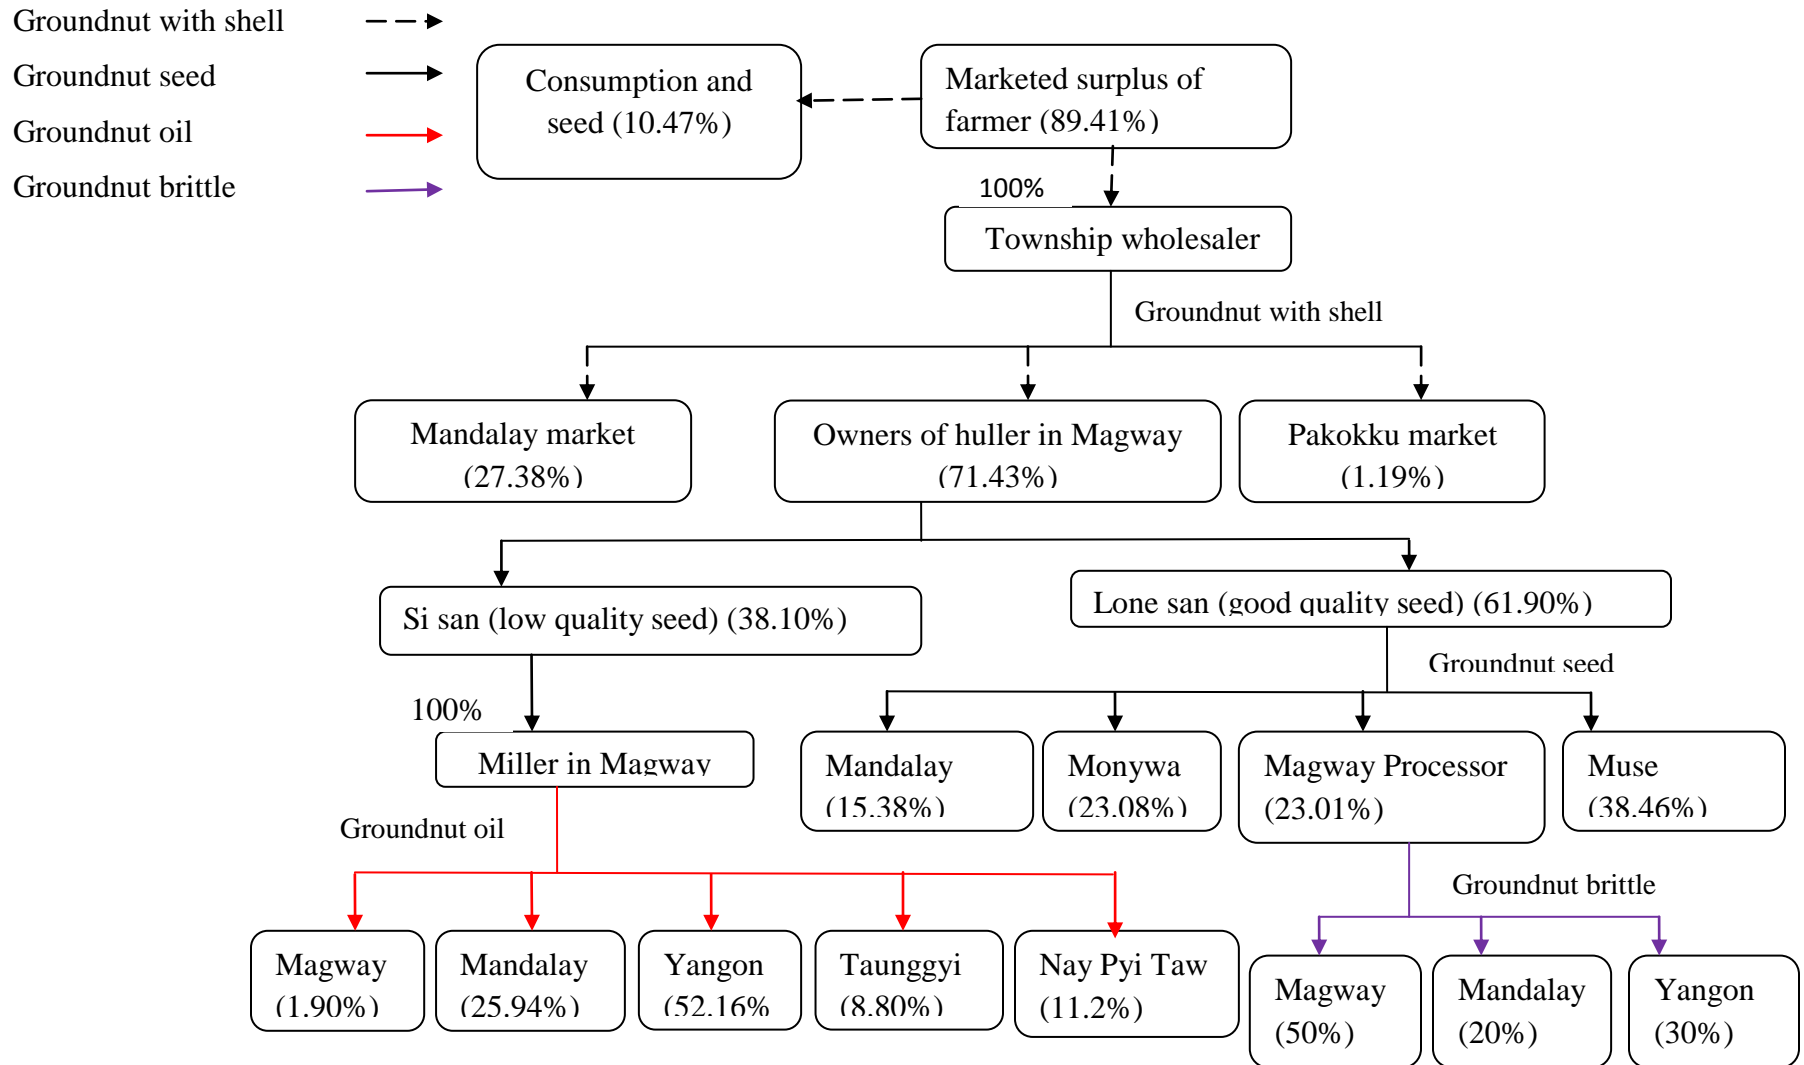 Groundnut with shell
Groundnut seed
Groundnut oil
Groundnut brittle
Consumption and
seed (10.47%)
Marketed surplus of
farmer (89.41%)
100%
Township wholesaler
Groundnut with shell
Mandalay market
(27.38%)
Owners of huller in Magway
(71.43%)
Pakokku market
(1.19%)
Si san (low quality seed) (38.10%)
Lone san (good quality seed) (61.90%)
Groundnut seed
100%
Miller in Magway
Mandalay
(15.38%)
Monywa
(23.08%)
Magway Processor
(23.01%)
Muse
(38.46%)
Groundnut oil
Groundnut brittle
Magway
(1.90%)
Mandalay
(25.94%)
Yangon
(52.16%
Taunggyi
(8.80%)
Nay Pyi Taw
(11.2%)
Magway
(50%)
Mandalay
(20%)
Yangon
(30%)